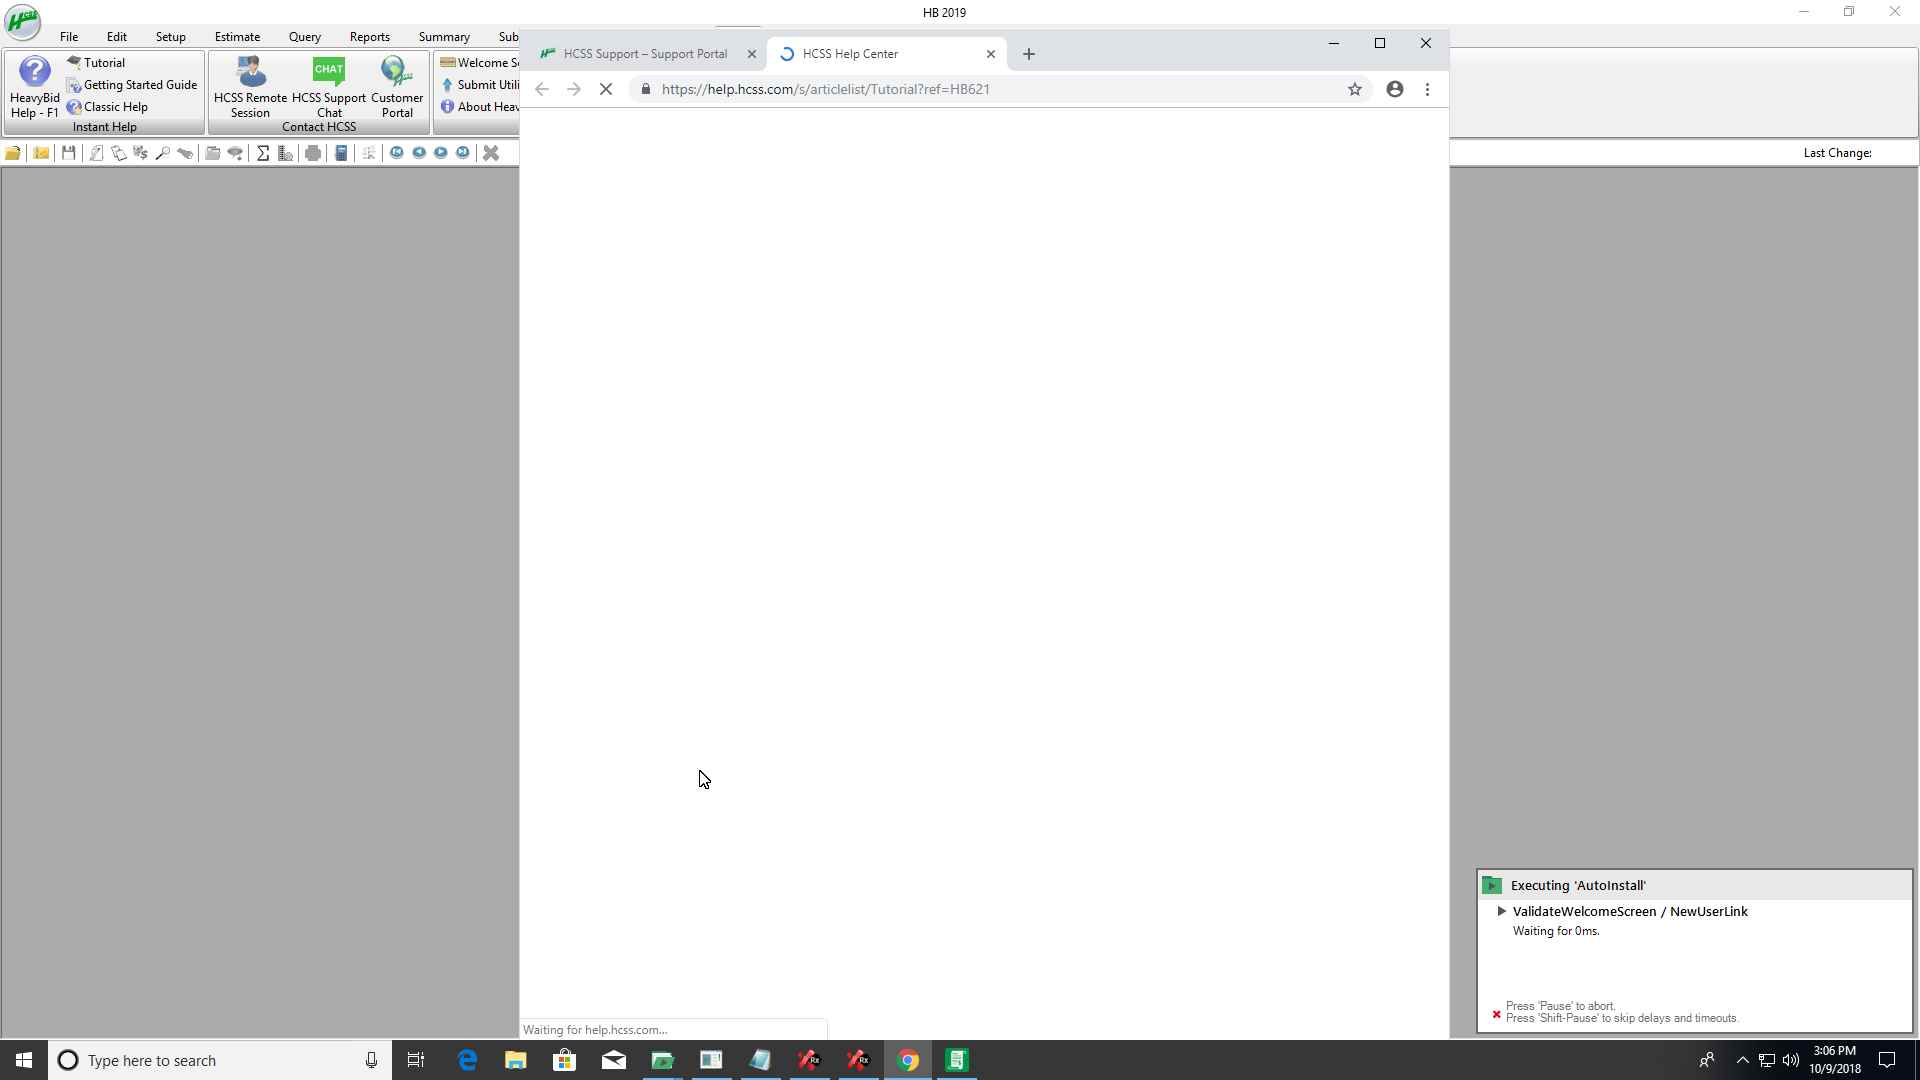 HB 2019
File Edit Setup Estimate Query Reports Summary Sub
HCSS Support – Support Portal
HCSS Help Center
https://help.hcss.com/s/articlelist/Tutorial?ref=HB621
Tutorial
Getting Started Guide
Classic Help
HeavyBid
Help - F1
Instant Help
CHAT
HCSS Remote
Session
HCSS Support
Chat
Customer
Portal
Contact HCSS
Welcome S
Submit Utili
About Heav
Last Change:
Executing 'AutoInstall'
ValidateWelcomeScreen / NewUserLink
Waiting for 0ms.
Press 'Pause' to abort.
Press 'Shift-Pause' to skip delays and timeouts.
Waiting for help.hcss.com...
Type here to search
3:06 PM
10/9/2018